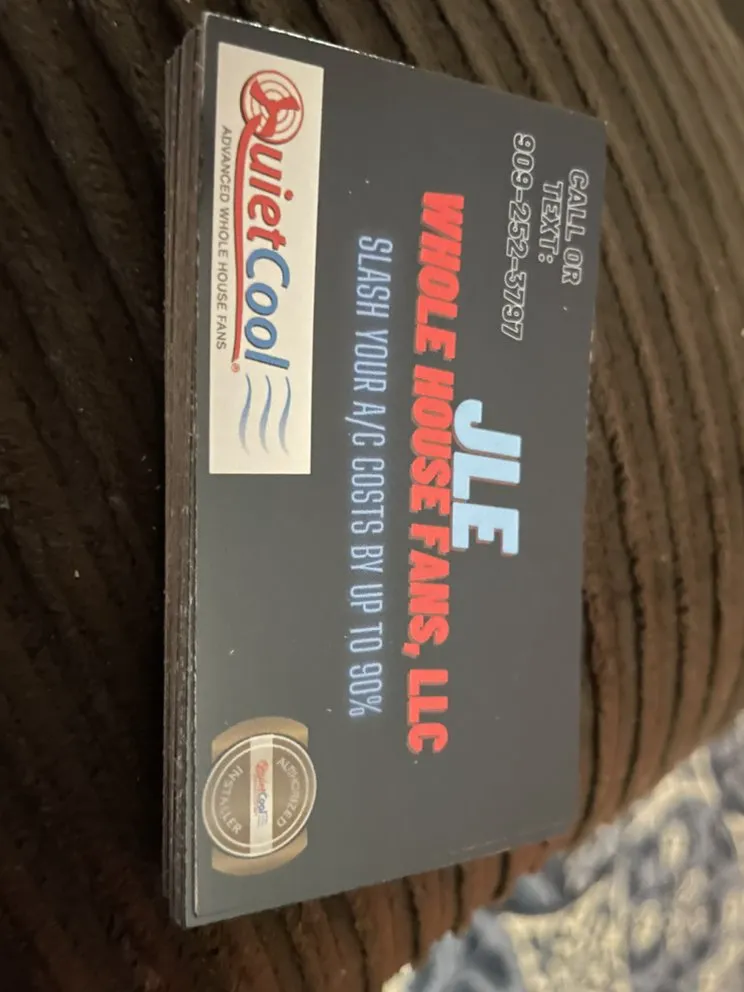 CALL OR
TEXT:
909-252-3797
JLE
WHOLE HOUSE FANS, LLC
SLASH YOUR A/C COSTS BY UP TO 90%
QuietCool®
ADVANCED WHOLE HOUSE FANS
AUTHORIZED
QuietCool
INSTALLER